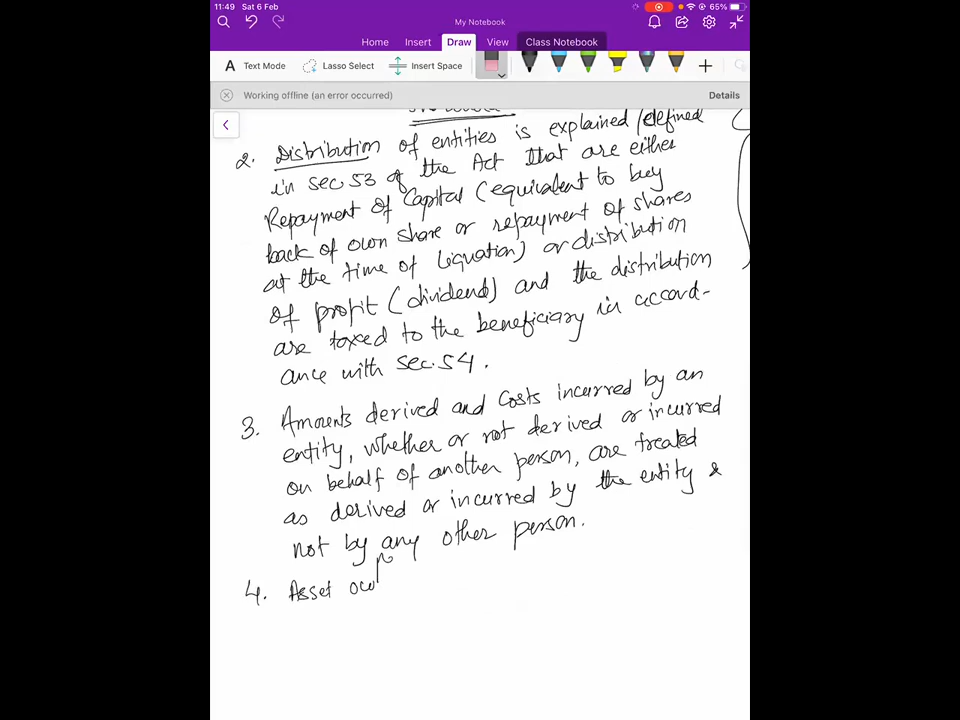 11:49 Sat 6 Feb
65%
My Notebook
Home Insert Draw View Class Notebook
Text Mode Lasso Select Insert Space
Working offline (an error occurred) Details
2. Distribution of entities is explained/defined
in sec.53 of the Act that are either
Repayment of Capital (equivalent to buy
back of own share or repayment of shares
at the time of liquation) or distribution
of profit (dividend) and the distribution
are taxed to the beneficiary in accord-
ance with sec.54.
3. Amounts derived and costs incurred by an
entity, whether or not derived or incurred
on behalf of another person, are treated
as derived or incurred by the entity &
not by any other person.
4. Asset